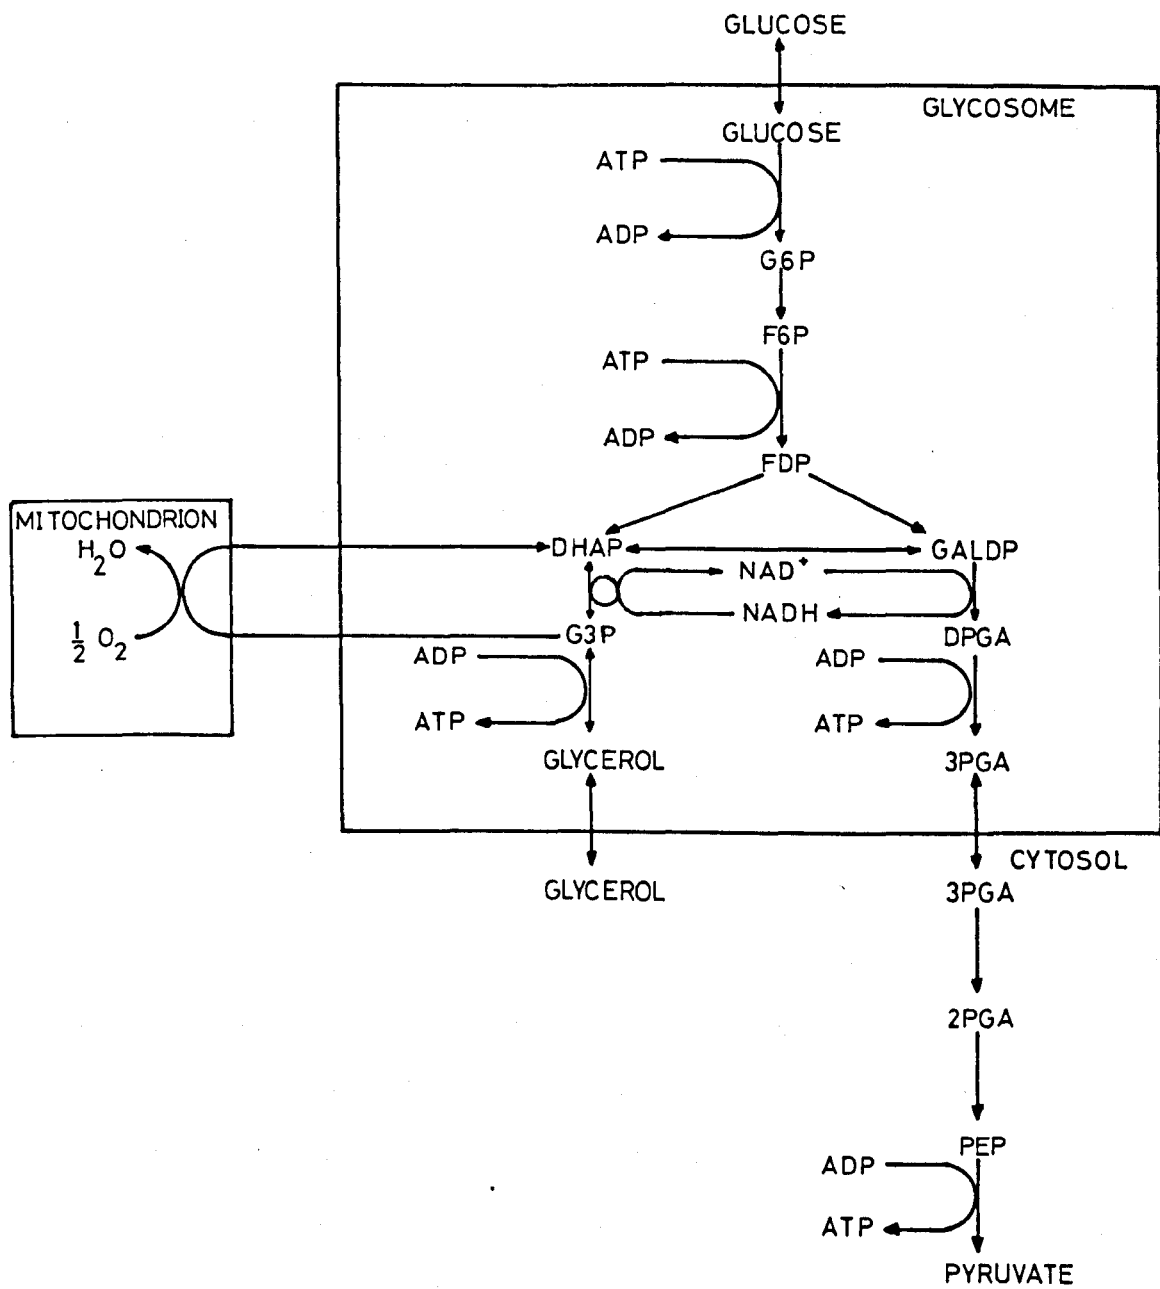 GLUCOSE
GLYCOSOME
GLUCOSE
ATP
ADP
G6P
F6P
ATP
ADP
FDP
MITOCHONDRION
H2O
DHAP
GALDP
NAD+
NADH
1/2 O2
G3P
DPGA
ADP
ADP
ATP
ATP
GLYCEROL
3PGA
CYTOSOL
GLYCEROL
3PGA
2PGA
PEP
ADP
ATP
PYRUVATE